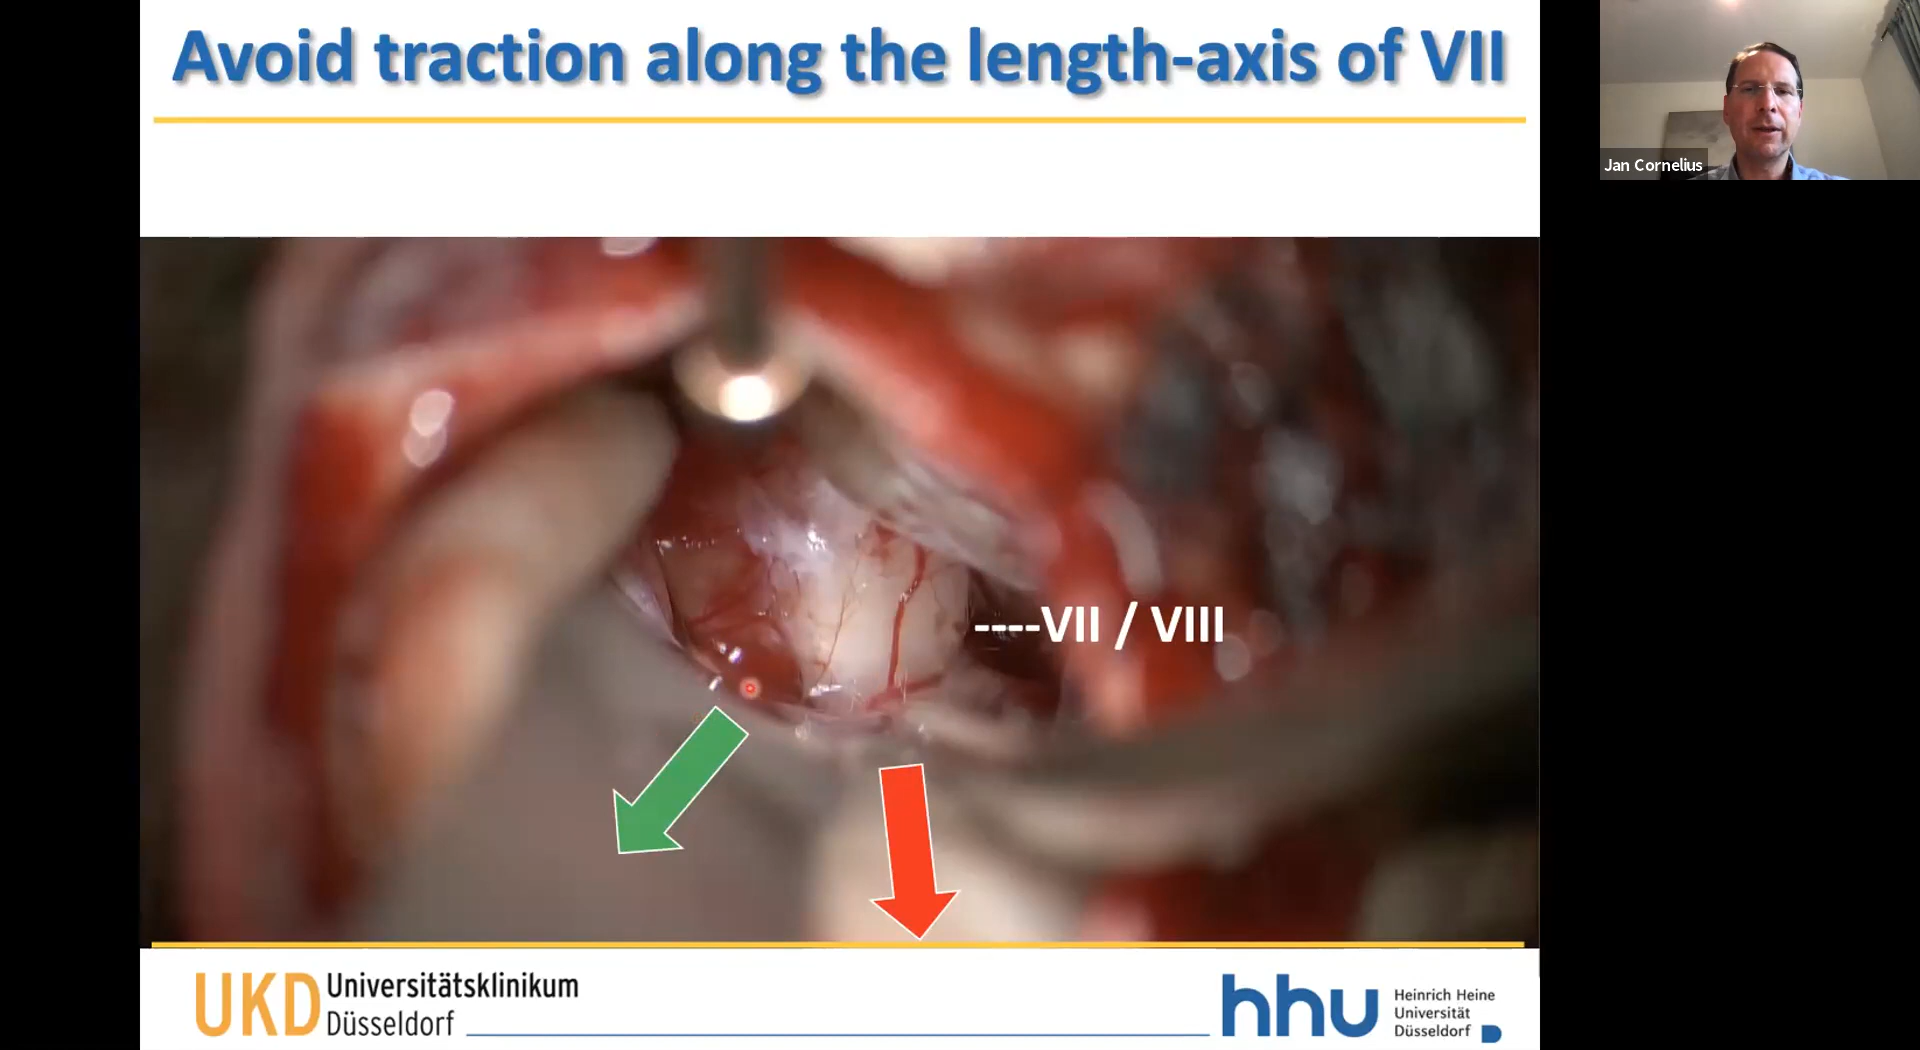 Avoid traction along the length-axis of VII
Jan Cornelius
----VII / VIII
UKD Universitätsklinikum
Düsseldorf
hhu Heinrich Heine
Universität
Düsseldorf